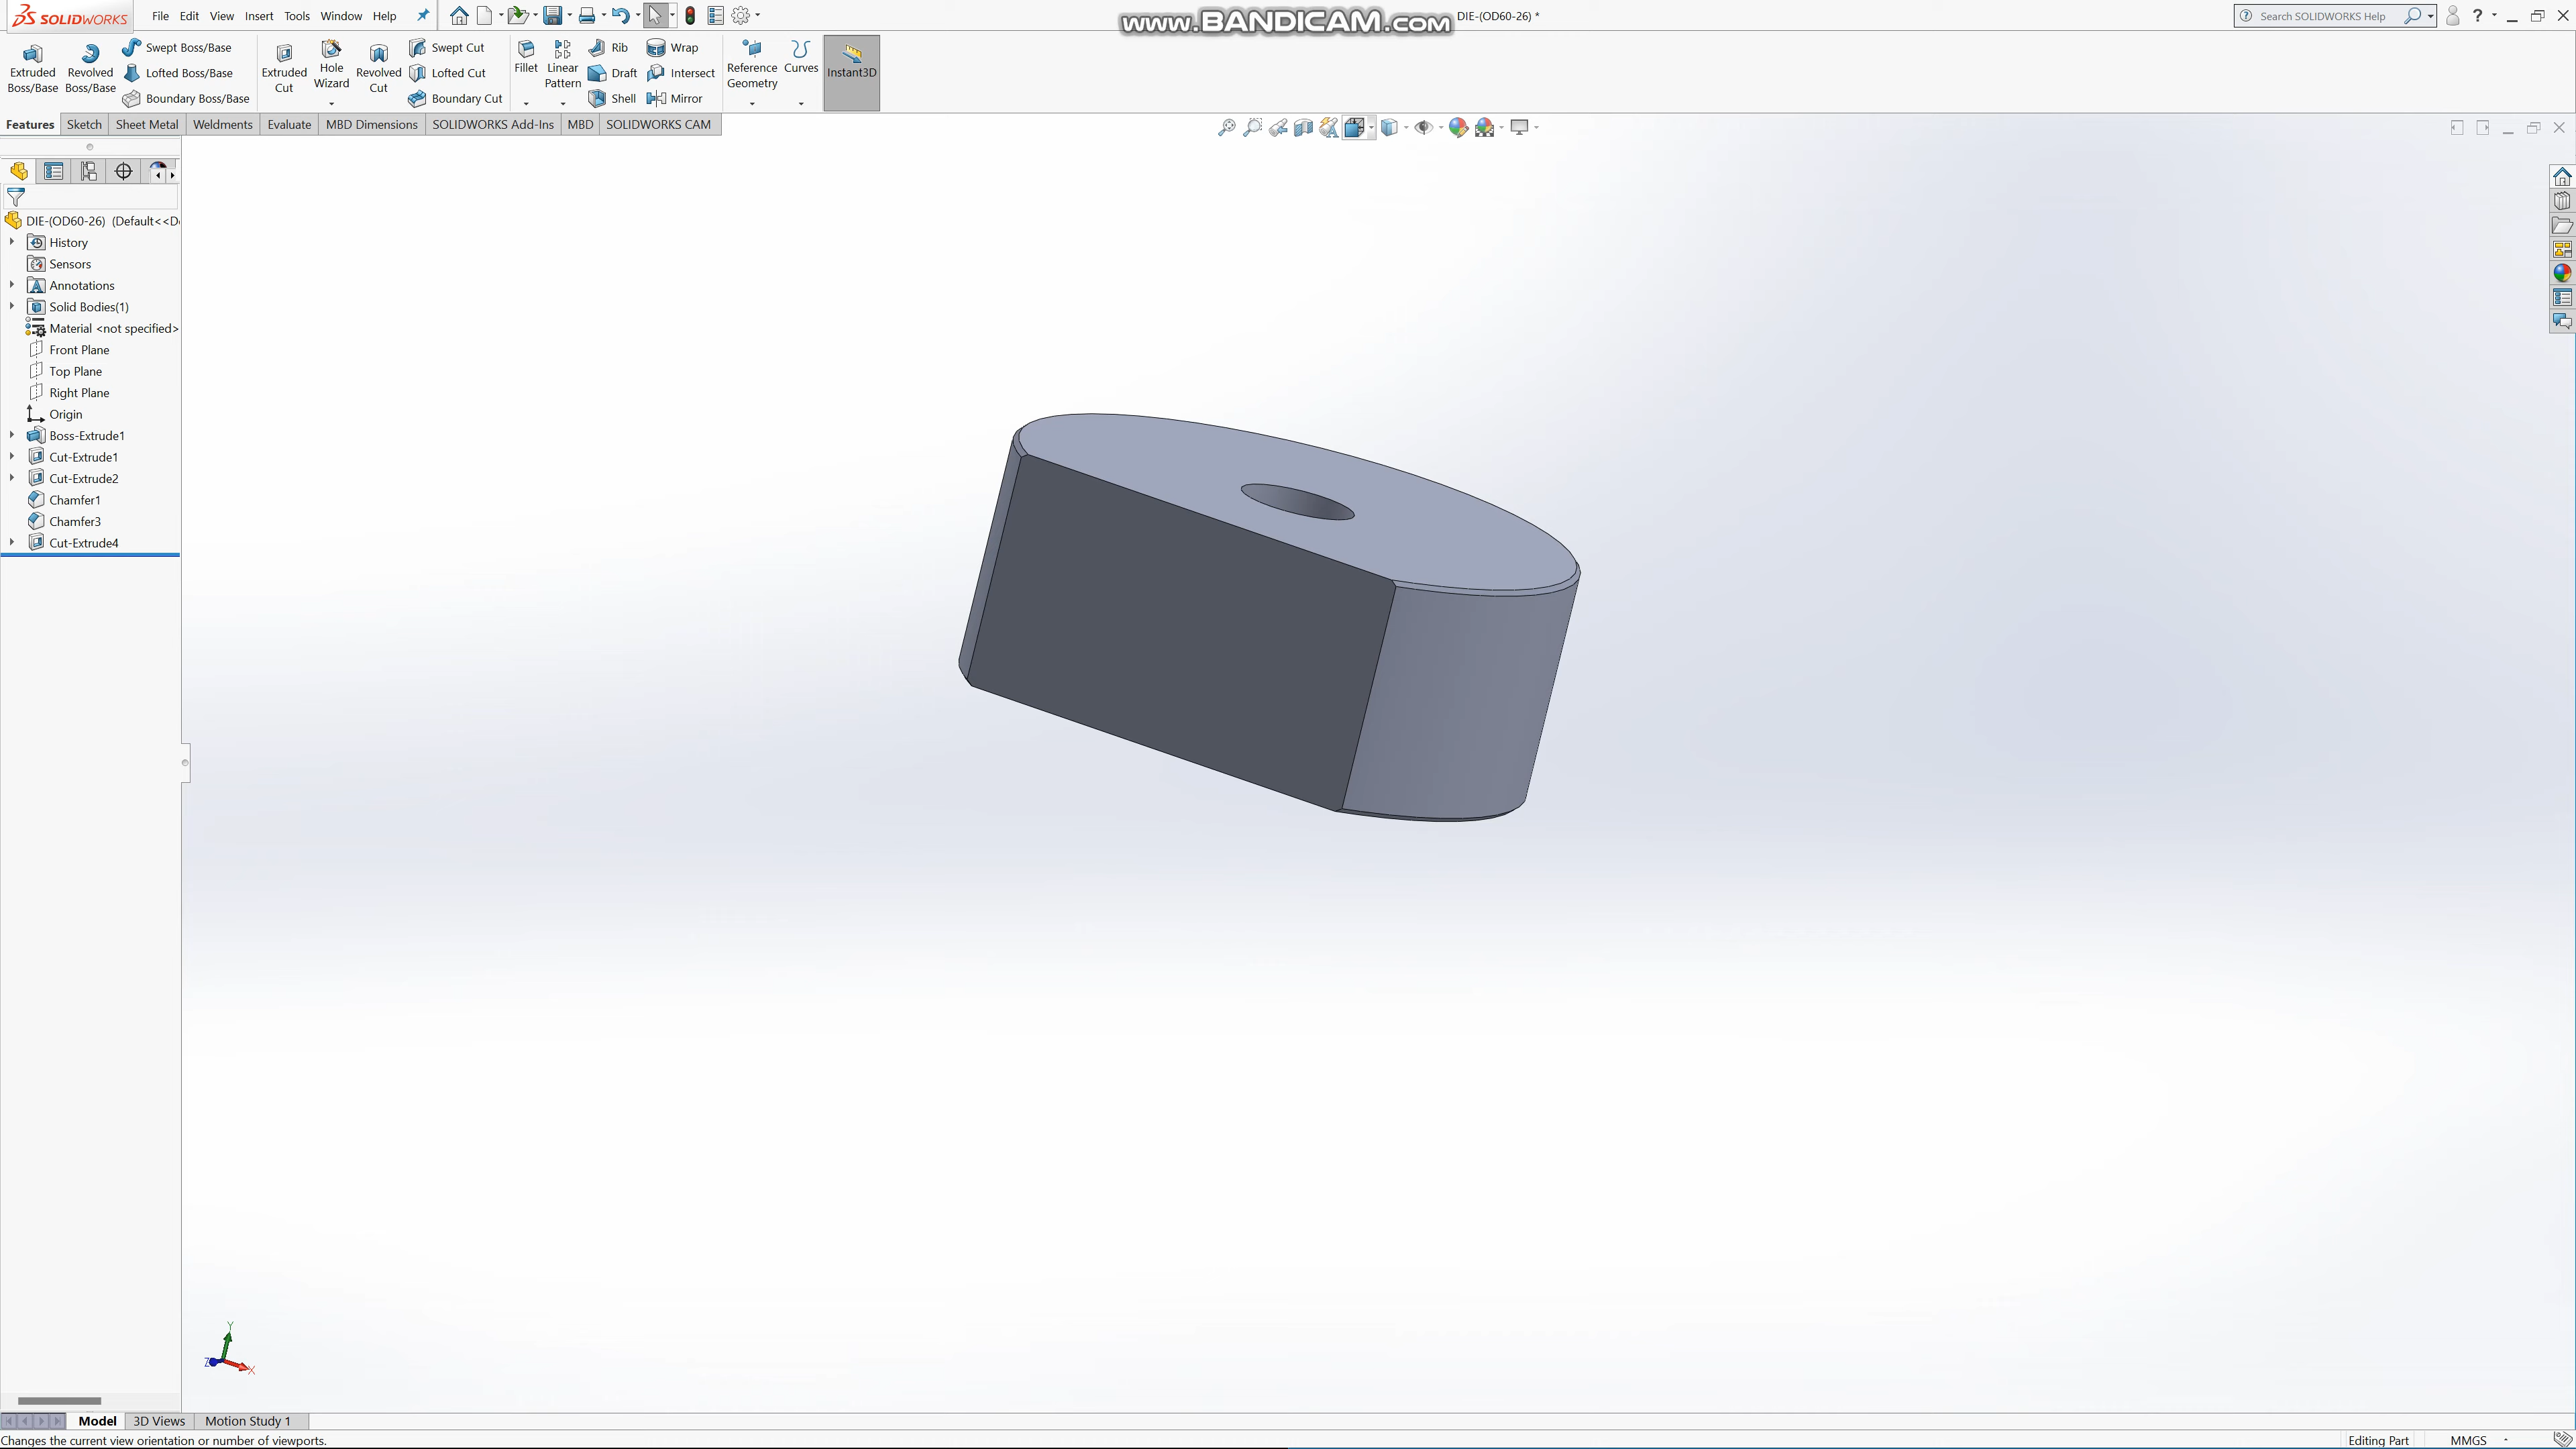 SOLIDWORKS File Edit View Insert Tools Window Help
www.BANDICAM.com
DIE-(OD60-26) *
Search SOLIDWORKS Help
Extruded Boss/Base
Revolved Boss/Base
Swept Boss/Base
Lofted Boss/Base
Boundary Boss/Base
Extruded Cut
Hole Wizard
Revolved Cut
Swept Cut
Lofted Cut
Boundary Cut
Fillet
Linear Pattern
Rib
Draft
Shell
Wrap
Intersect
Mirror
Reference Geometry
Curves
Instant3D
Features Sketch Sheet Metal Weldments Evaluate MBD Dimensions SOLIDWORKS Add-Ins MBD SOLIDWORKS CAM
DIE-(OD60-26) (Default<<D
History
Sensors
Annotations
Solid Bodies(1)
Material <not specified>
Front Plane
Top Plane
Right Plane
Origin
Boss-Extrude1
Cut-Extrude1
Cut-Extrude2
Chamfer1
Chamfer3
Cut-Extrude4
Y
Z
X
Model 3D Views Motion Study 1
Changes the current view orientation or number of viewports.
Editing Part MMGS